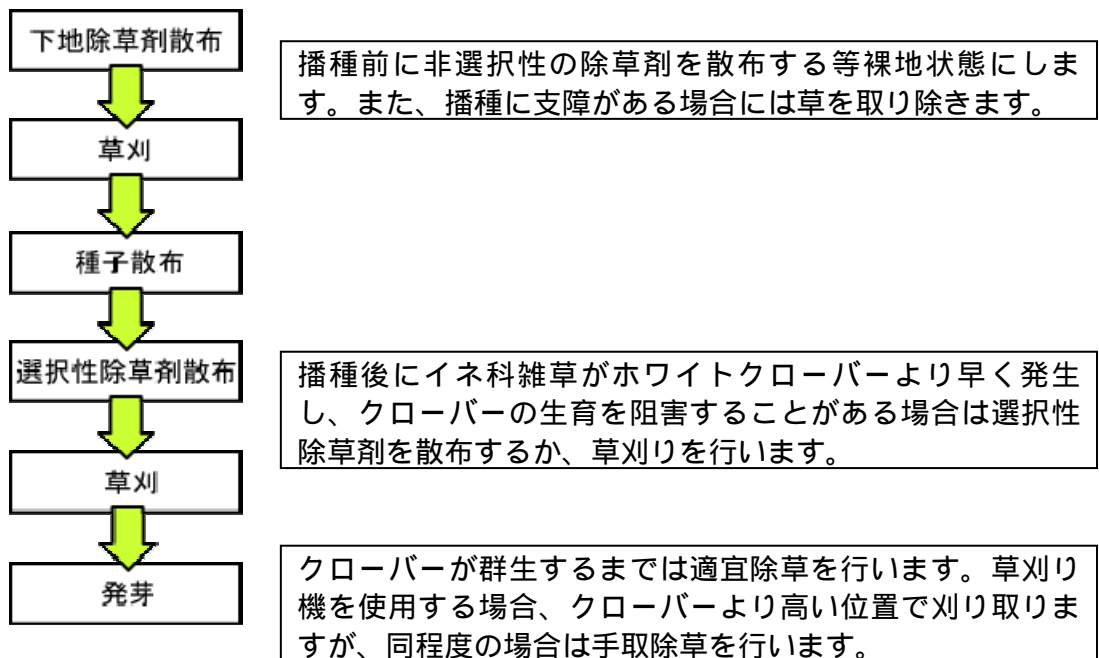 下地除草剤散布
播種前に非選択性の除草剤を散布する等裸地状態にしま
す。また、播種に支障がある場合には草を取り除きます。
草刈
種子散布
選択性除草剤散布
播種後にイネ科雑草がホワイトクローバーより早く発生
し、クローバーの生育を阻害することがある場合は選択性
除草剤を散布するか、草刈りを行います。
草刈
発芽
クローバーが群生するまでは適宜除草を行います。草刈り
機を使用する場合、クローバーより高い位置で刈り取りま
すが、同程度の場合は手取除草を行います。